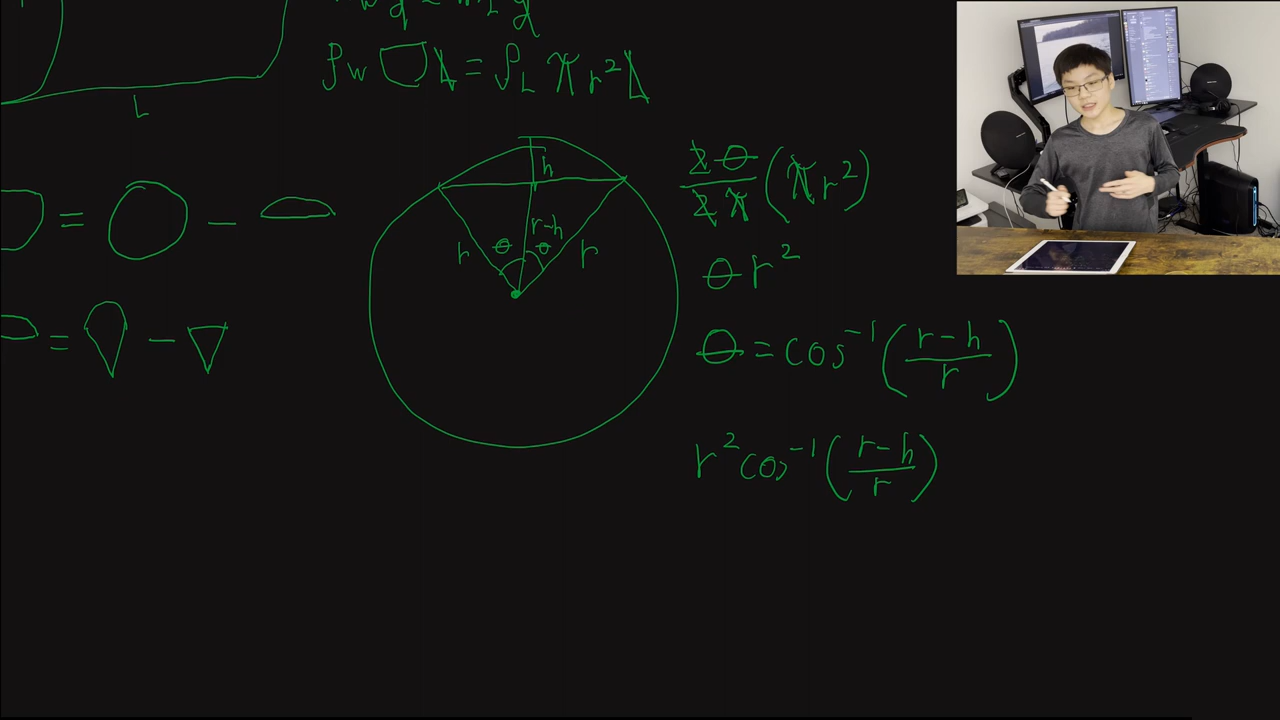 ρw L = ρL π r² L
L
h
r-h
θ θ
r r
2θ/2π (πr²)
θ r²
θ = cos⁻¹((r-h)/r)
r² cos⁻¹((r-h)/r)